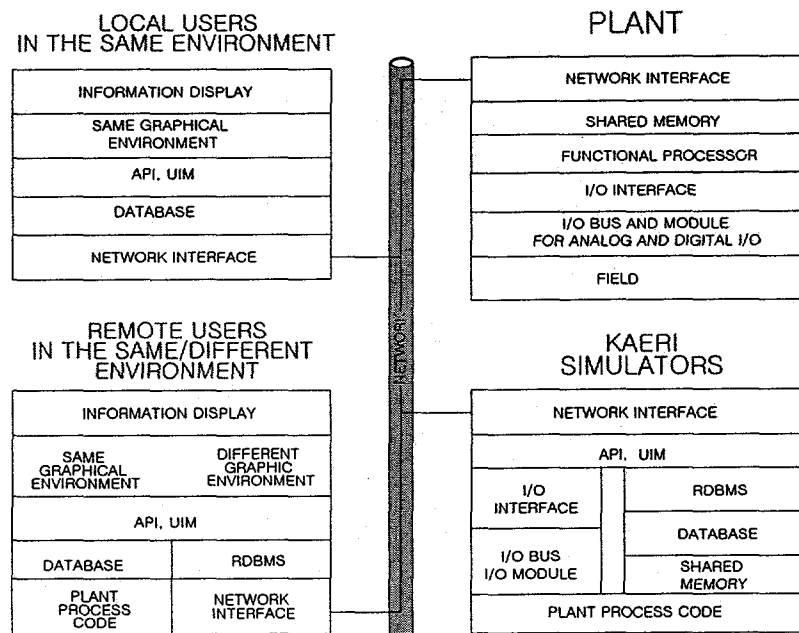 LOCAL USERS
IN THE SAME ENVIRONMENT
INFORMATION DISPLAY
SAME GRAPHICAL
ENVIRONMENT
API, UIM
DATABASE
NETWORK INTERFACE
PLANT
NETWORK INTERFACE
SHARED MEMORY
FUNCTIONAL PROCESSOR
I/O INTERFACE
I/O BUS AND MODULE
FOR ANALOG AND DIGITAL I/O
FIELD
NETWORK
REMOTE USERS
IN THE SAME/DIFFERENT
ENVIRONMENT
INFORMATION DISPLAY
SAME
GRAPHICAL
ENVIRONMENT
DIFFERENT
GRAPHIC
ENVIRONMENT
API, UIM
DATABASE
RDBMS
PLANT
PROCESS
CODE
NETWORK
INTERFACE
KAERI
SIMULATORS
NETWORK INTERFACE
API, UIM
I/O
INTERFACE
I/O BUS
I/O MODULE
RDBMS
DATABASE
SHARED
MEMORY
PLANT PROCESS CODE